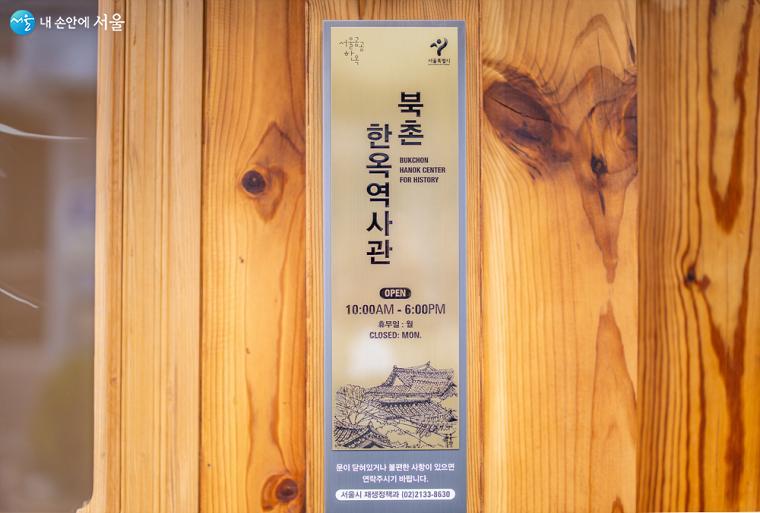 서울 내 손안에 서울
서울공공한옥
서울특별시
북촌
한옥역사관
BUKCHON
HANOK CENTER
FOR HISTORY
OPEN
10:00AM - 6:00PM
휴무일 : 월
CLOSED: MON.
문이 닫혀있거나 불편한 사항이 있으면
연락주시기 바랍니다.
서울시 재생정책과 (02)2133-8630